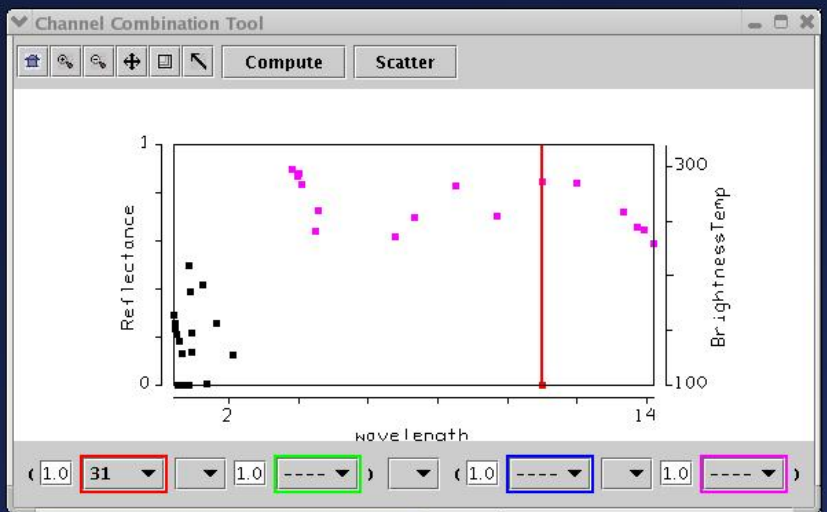 Channel Combination Tool
Compute Scatter
1
300
Reflectance
BrightnessTemp
0
100
2 14
wavelength
( 1.0 31 1.0 ---- ) ( 1.0 ---- 1.0 ---- )